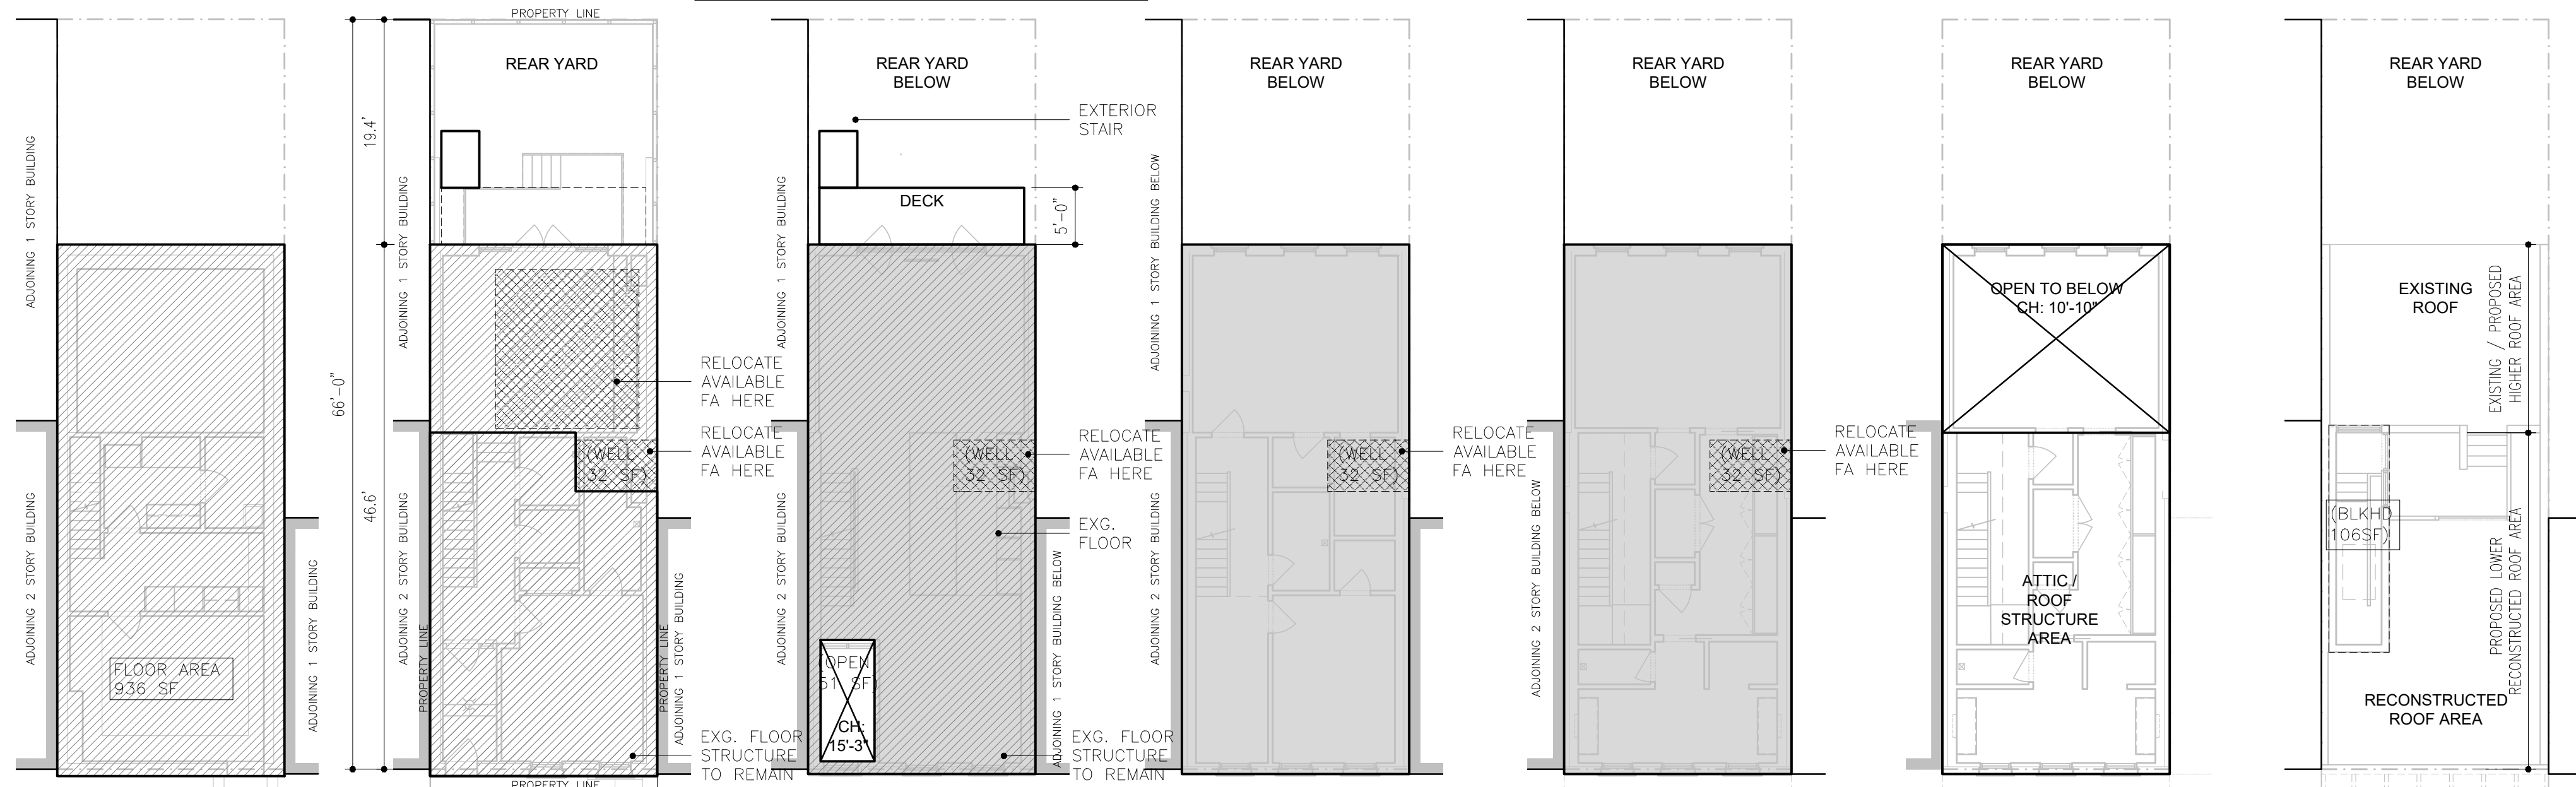 ADJOINING 1 STORY BUILDING
ADJOINING 2 STORY BUILDING
FLOOR AREA
936 SF
ADJOINING 1 STORY BUILDING
PROPERTY LINE
REAR YARD
19.4'
66'-0"
46.6'
ADJOINING 1 STORY BUILDING
ADJOINING 2 STORY BUILDING
PROPERTY LINE
(WELL
32 SF)
RELOCATE
AVAILABLE
FA HERE
RELOCATE
AVAILABLE
FA HERE
PROPERTY LINE
ADJOINING 1 STORY BUILDING
EXG. FLOOR
STRUCTURE
TO REMAIN
PROPERTY LINE
REAR YARD
BELOW
EXTERIOR
STAIR
DECK
5'-0"
ADJOINING 1 STORY BUILDING
ADJOINING 2 STORY BUILDING
(WELL
32 SF)
RELOCATE
AVAILABLE
FA HERE
EXG.
FLOOR
(OPEN
51 SF)
CH:
15'-3"
ADJOINING 1 STORY BUILDING BELOW
EXG. FLOOR
STRUCTURE
TO REMAIN
REAR YARD
BELOW
ADJOINING 1 STORY BUILDING BELOW
ADJOINING 2 STORY BUILDING
(WELL
32 SF)
RELOCATE
AVAILABLE
FA HERE
REAR YARD
BELOW
ADJOINING 2 STORY BUILDING BELOW
(WELL
32 SF)
RELOCATE
AVAILABLE
FA HERE
REAR YARD
BELOW
OPEN TO BELOW
CH: 10'-10"
ATTIC /
ROOF
STRUCTURE
AREA
REAR YARD
BELOW
EXISTING
ROOF
EXISTING / PROPOSED
HIGHER ROOF AREA
(BLKHD
106SF)
PROPOSED LOWER
RECONSTRUCTED ROOF AREA
RECONSTRUCTED
ROOF AREA